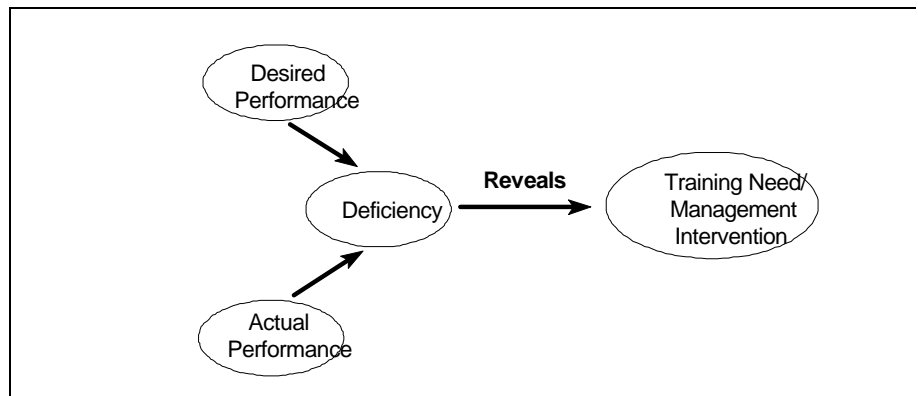 Desired
Performance
Reveals
Deficiency
Training Need/
Management
Intervention
Actual
Performance